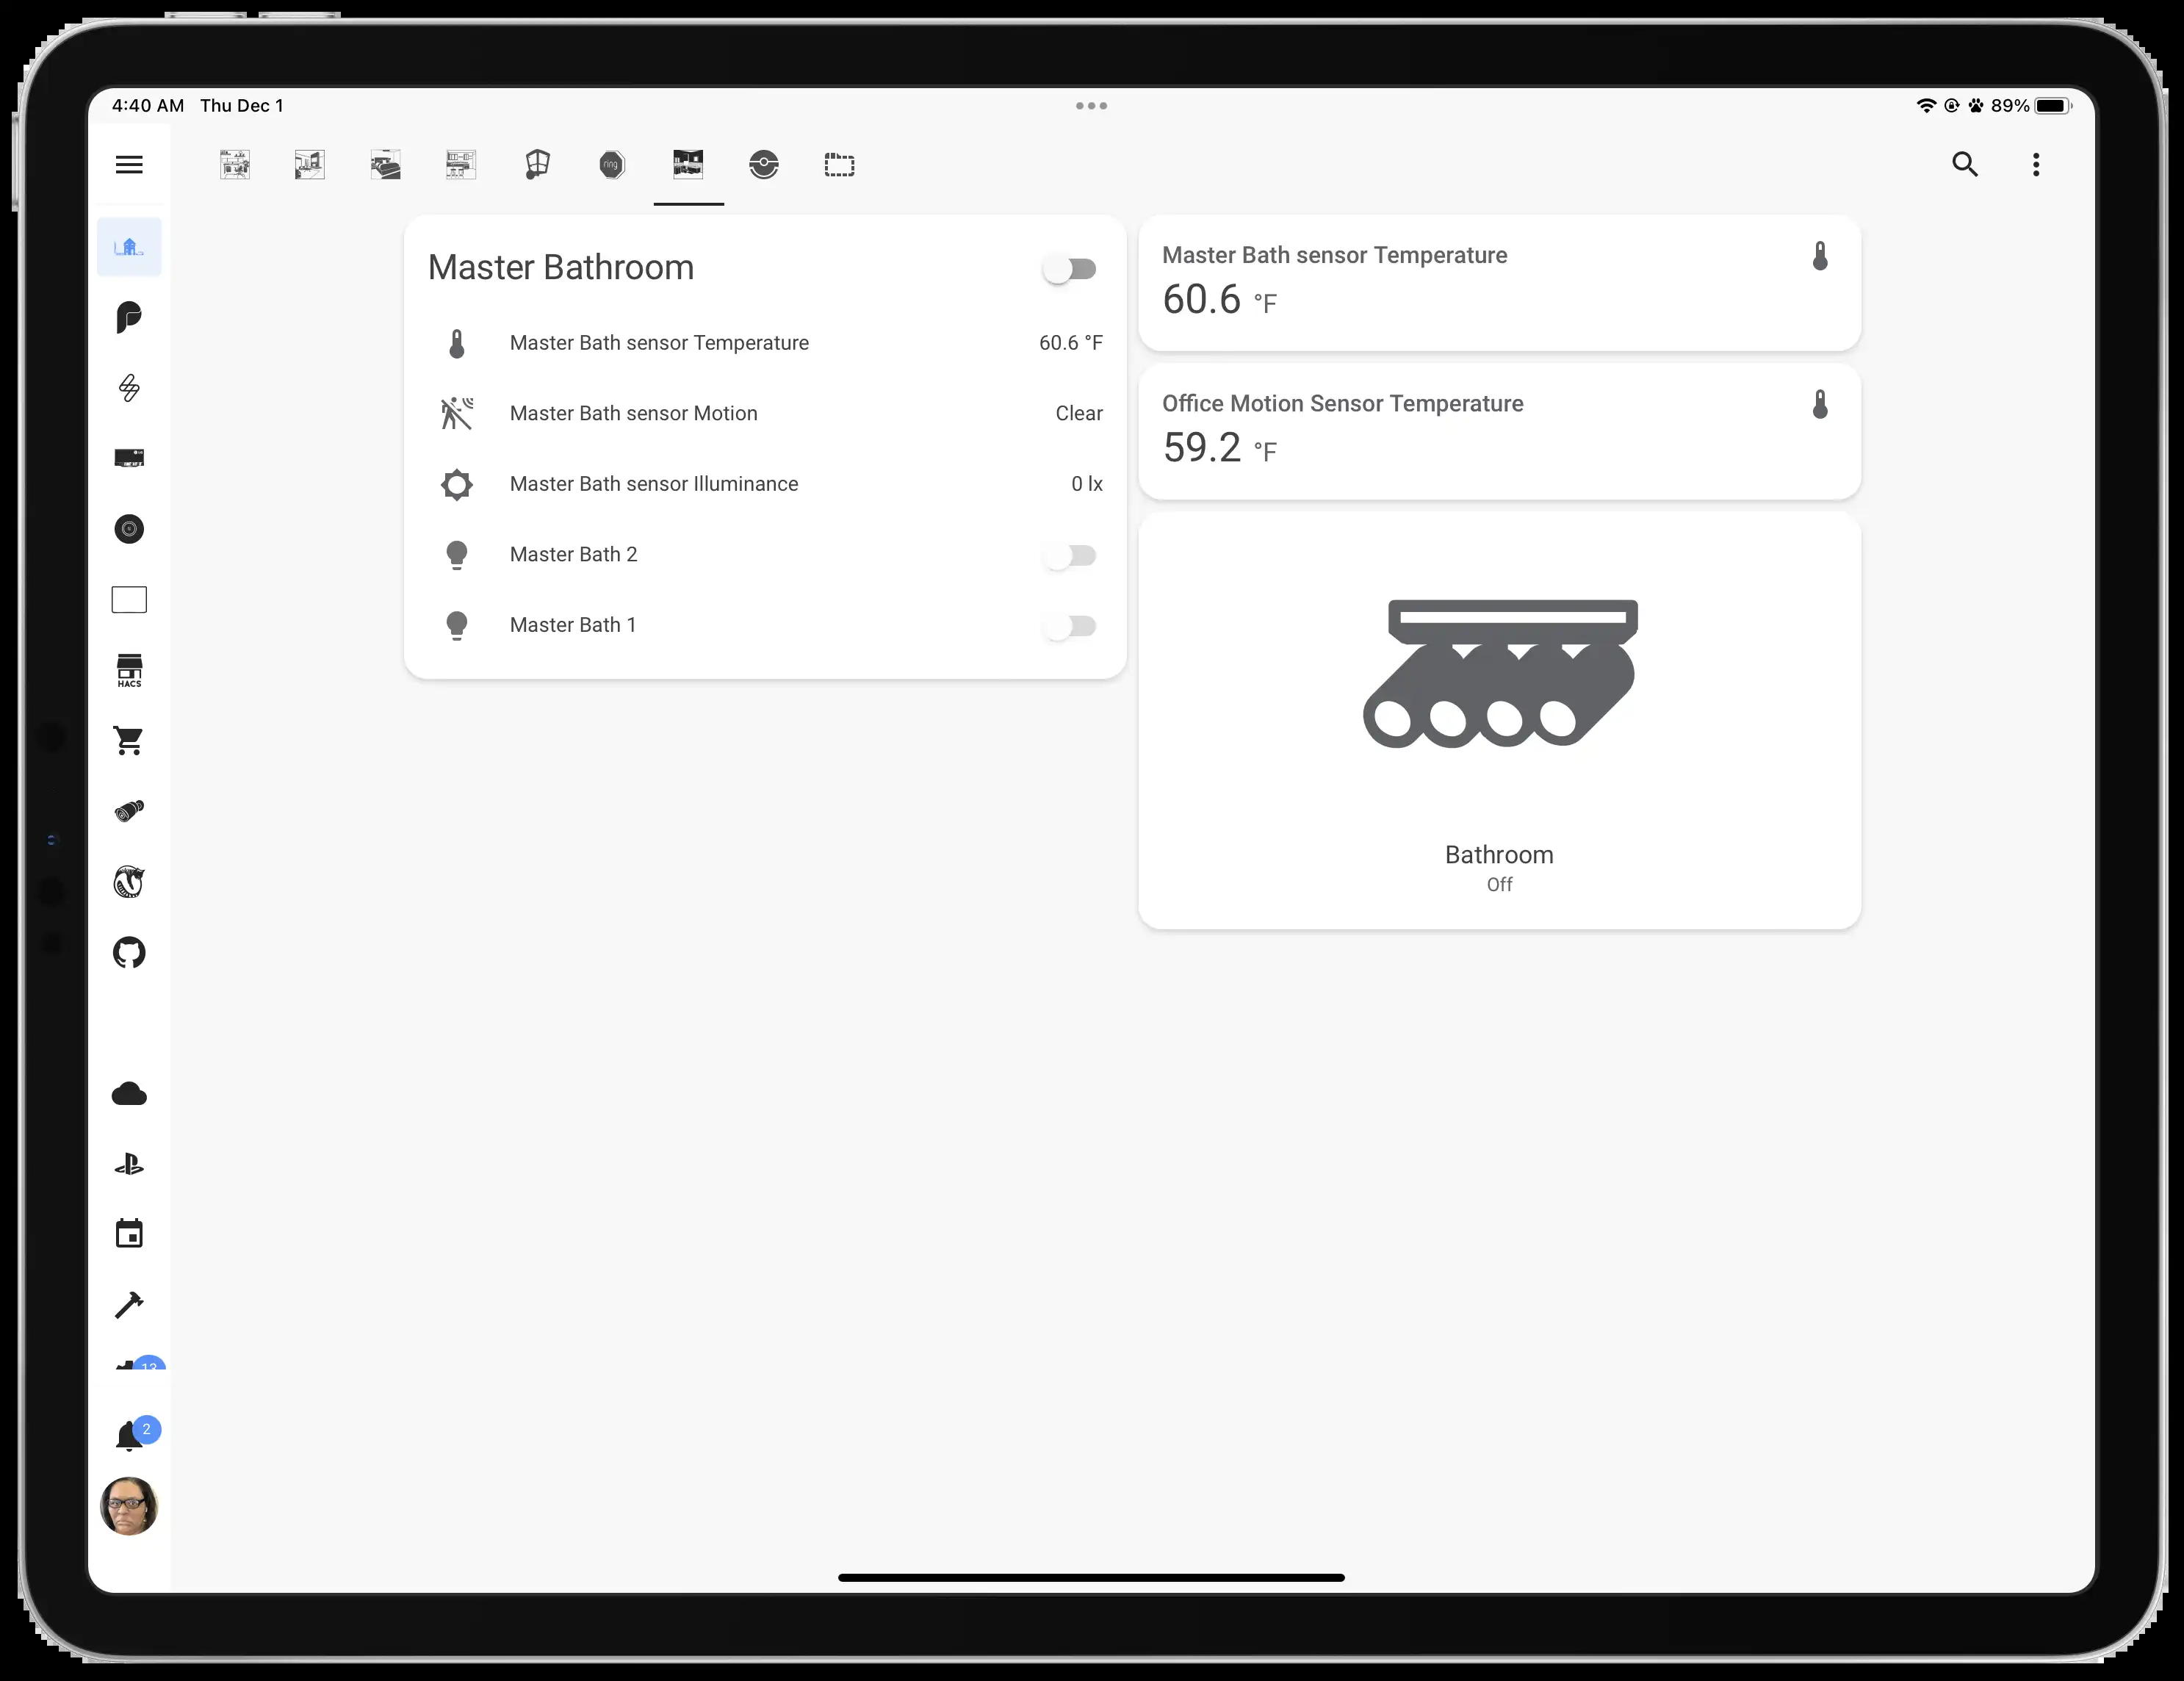 4:40 AM Thu Dec 1
89%
ring
Master Bathroom
Master Bath sensor Temperature 60.6 °F
Master Bath sensor Motion Clear
Master Bath sensor Illuminance 0 lx
Master Bath 2
Master Bath 1
Master Bath sensor Temperature
60.6 °F
Office Motion Sensor Temperature
59.2 °F
Bathroom
Off
HACS
13
2